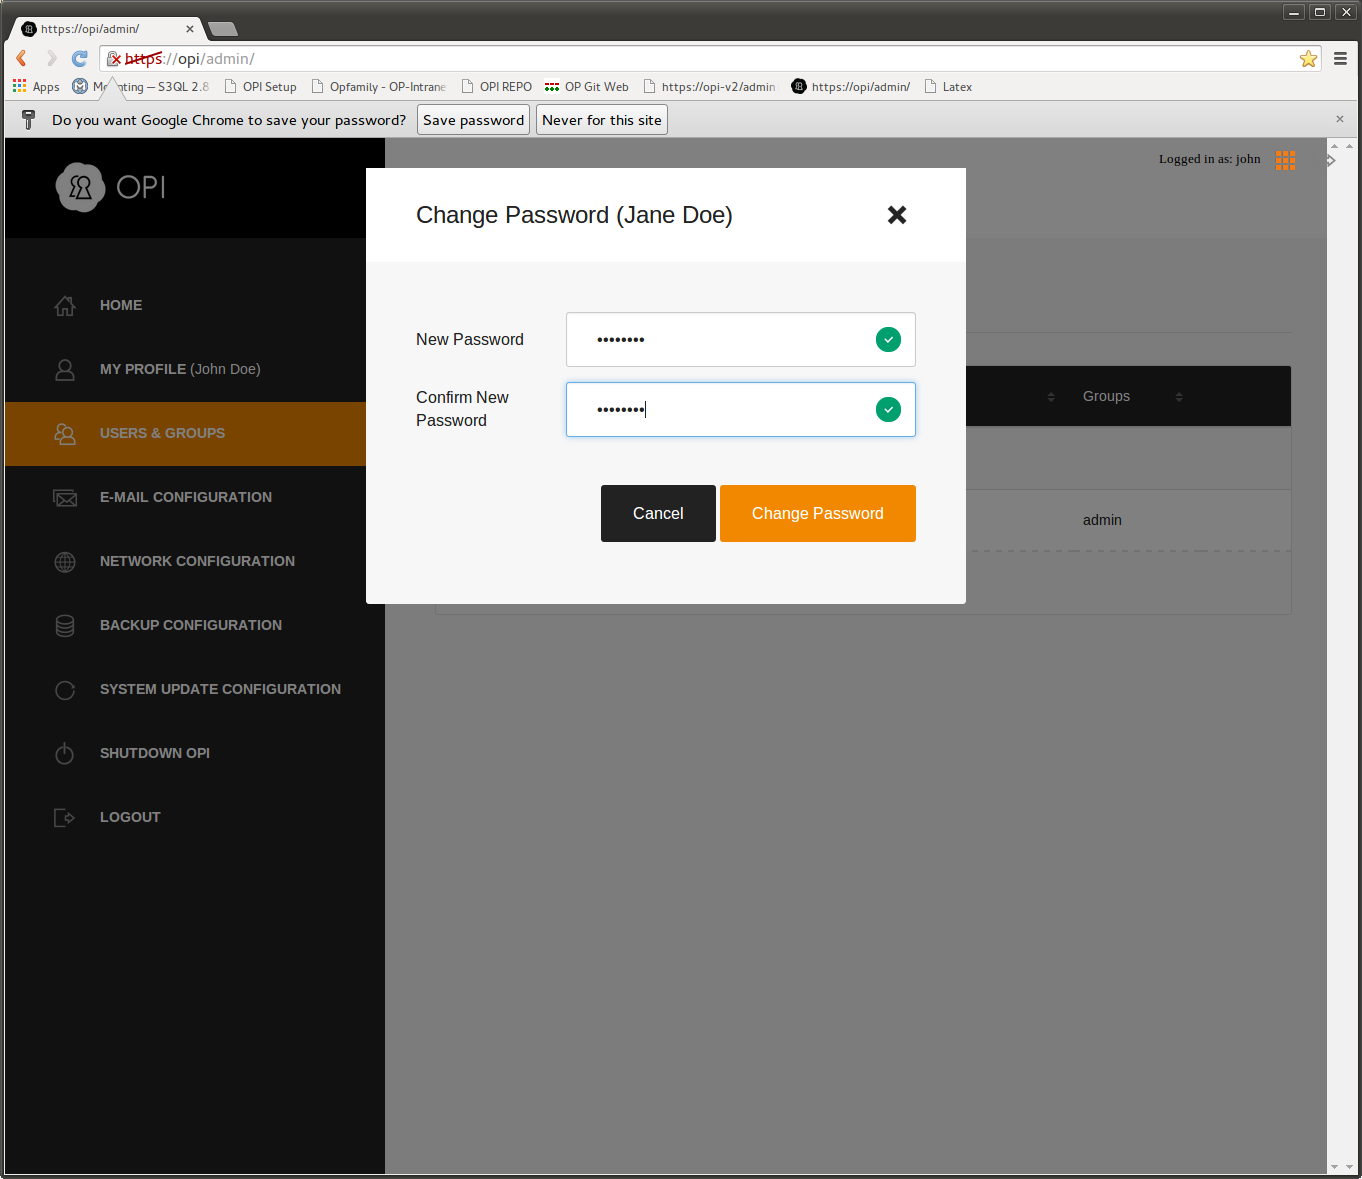 https://opi/admin/
https://opi/admin/
Apps
ting — S3QL 2.8
OPI Setup
Opfamily - OP-Intrane
OPI REPO
OP Git Web
https://opi-v2/admin
https://opi/admin/
Latex
Do you want Google Chrome to save your password?
Save password
Never for this site
OPI
Logged in as: john
Change Password (Jane Doe)
HOME
MY PROFILE (John Doe)
USERS & GROUPS
E-MAIL CONFIGURATION
NETWORK CONFIGURATION
BACKUP CONFIGURATION
SYSTEM UPDATE CONFIGURATION
SHUTDOWN OPI
LOGOUT
New Password
••••••••
Confirm New
Password
••••••••
Cancel
Change Password
Groups
admin